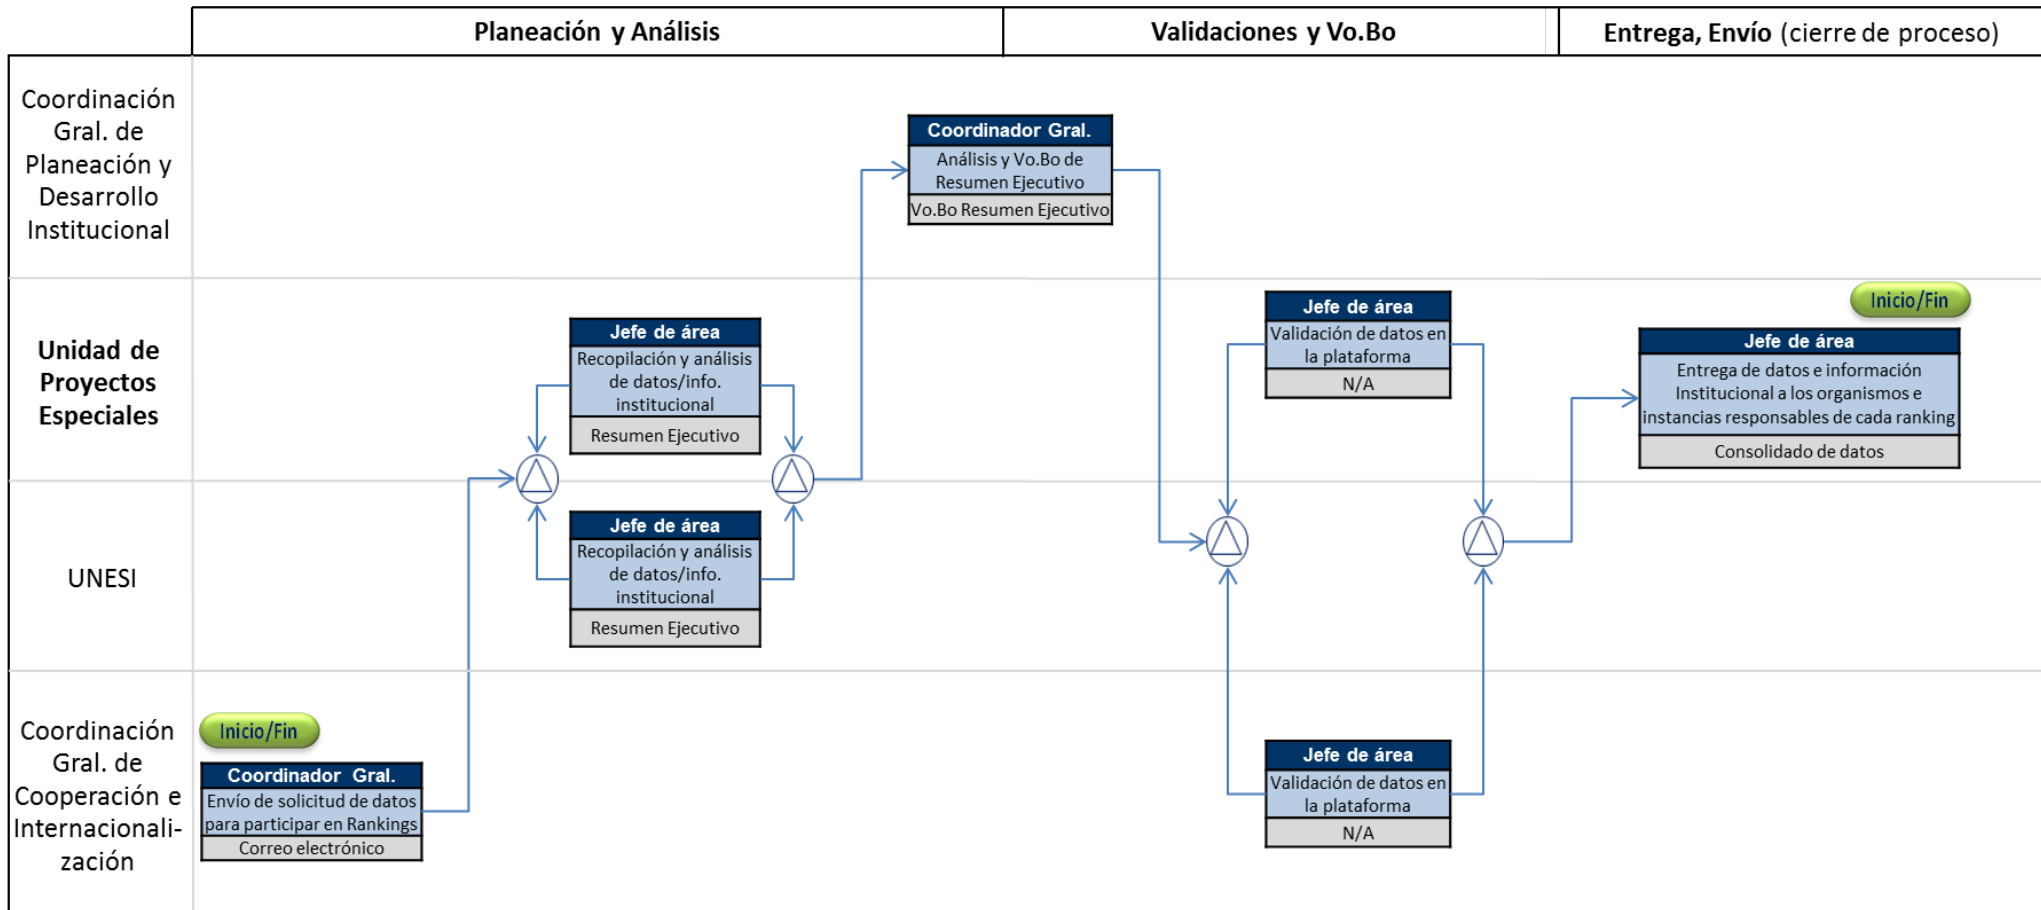 Planeación y Análisis
Validaciones y Vo.Bo
Entrega, Envío (cierre de proceso)
Coordinación
Gral. de
Planeación y
Desarrollo
Institucional
Coordinador Gral.
Análisis y Vo.Bo de
Resumen Ejecutivo
Vo.Bo Resumen Ejecutivo
Unidad de
Proyectos
Especiales
Jefe de área
Recopilación y análisis
de datos/info.
institucional
Resumen Ejecutivo
Jefe de área
Validación de datos en
la plataforma
N/A
Inicio/Fin
Jefe de área
Entrega de datos e información
Institucional a los organismos e
instancias responsables de cada ranking
Consolidado de datos
UNESI
Jefe de área
Recopilación y análisis
de datos/info.
institucional
Resumen Ejecutivo
Coordinación
Gral. de
Cooperación e
Internacionali-
zación
Inicio/Fin
Coordinador Gral.
Envío de solicitud de datos
para participar en Rankings
Correo electrónico
Jefe de área
Validación de datos en
la plataforma
N/A